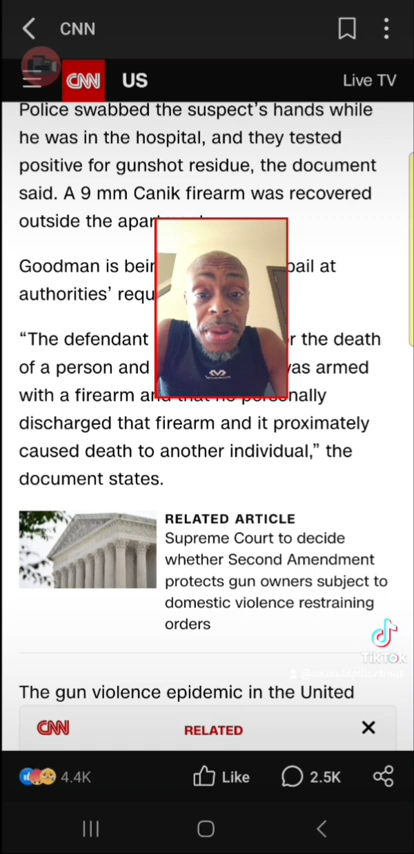 CNN
CNN US Live TV
Police swabbed the suspect's hands while
he was in the hospital, and they tested
positive for gunshot residue, the document
said. A 9 mm Canik firearm was recovered
outside the
Goodman is
bail at
authorities'
“The defendant
the death
of a person and
was armed
with a firearm
discharged that firearm and it proximately
caused death to another individual,” the
document states.
RELATED ARTICLE
Supreme Court to decide
whether Second Amendment
protects gun owners subject to
domestic violence restraining
orders
TikTok
The gun violence epidemic in the United
CNN RELATED
4.4K Like 2.5K